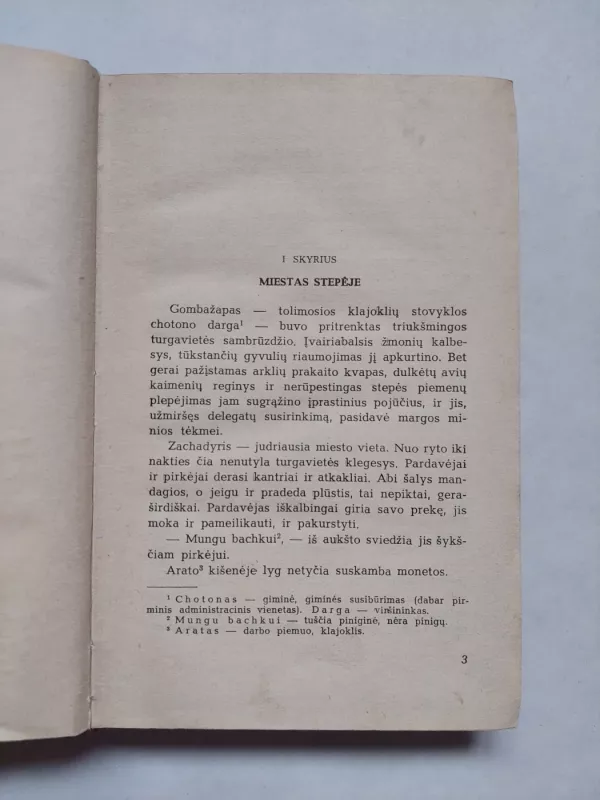 I SKYRIUS
MIESTAS STEPĖJE
Gombažapas — tolimosios klajoklių stovyklos
chotono darga¹ — buvo pritrenktas triukšmingos
turgavietės sambrūzdžio. Įvairiabalsis žmonių kalbe-
sys, tūkstančių gyvulių riaumojimas jį apkurtino. Bet
gerai pažįstamas arklių prakaito kvapas, dulkėtų avių
kaimenių reginys ir nerūpestingas stepės piemenų
plepėjimas jam sugrąžino įprastinius pojūčius, ir jis,
užmiršęs delegatų susirinkimą, pasidavė margos mi-
nios tėkmei.
Zachadyris — judriausia miesto vieta. Nuo ryto iki
nakties čia nenutyla turgavietės klegesys. Pardavėjai
ir pirkėjai derasi kantriai ir atkakliai. Abi šalys man-
dagios, o jeigu ir pradeda plūstis, tai nepiktai, gera-
širdiškai. Pardavėjas iškalbingai giria savo prekę, jis
moka ir pameilikauti, ir pakurstyti.
— Mungu bachkui², — iš aukšto sviedžia jis šykš-
čiam pirkėjui.
Arato³ kišenėje lyg netyčia suskamba monetos.
¹ Chotonas — giminė, giminės susibūrimas (dabar pir-
minis administracinis vienetas). Darga — viršininkas.
² Mungu bachkui — tuščia piniginė, nėra pinigų.
³ Aratas — darbo piemuo, klajoklis.
3